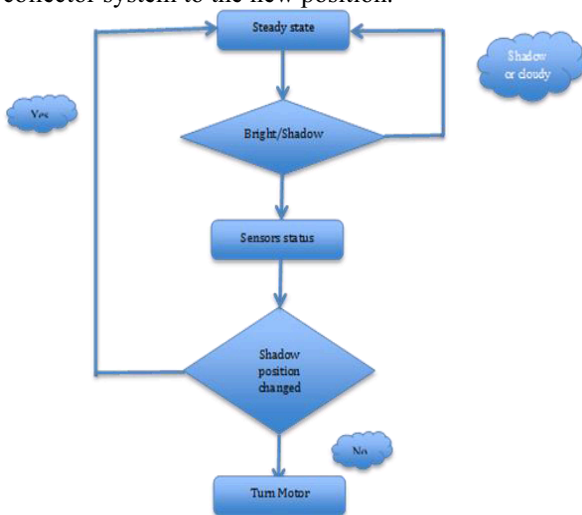 collector system to the new position.
Steady state
Shadow
or cloudy
Yes
Bright/Shadow
Sensors status
Shadow
position
changed
No
Turn Motor